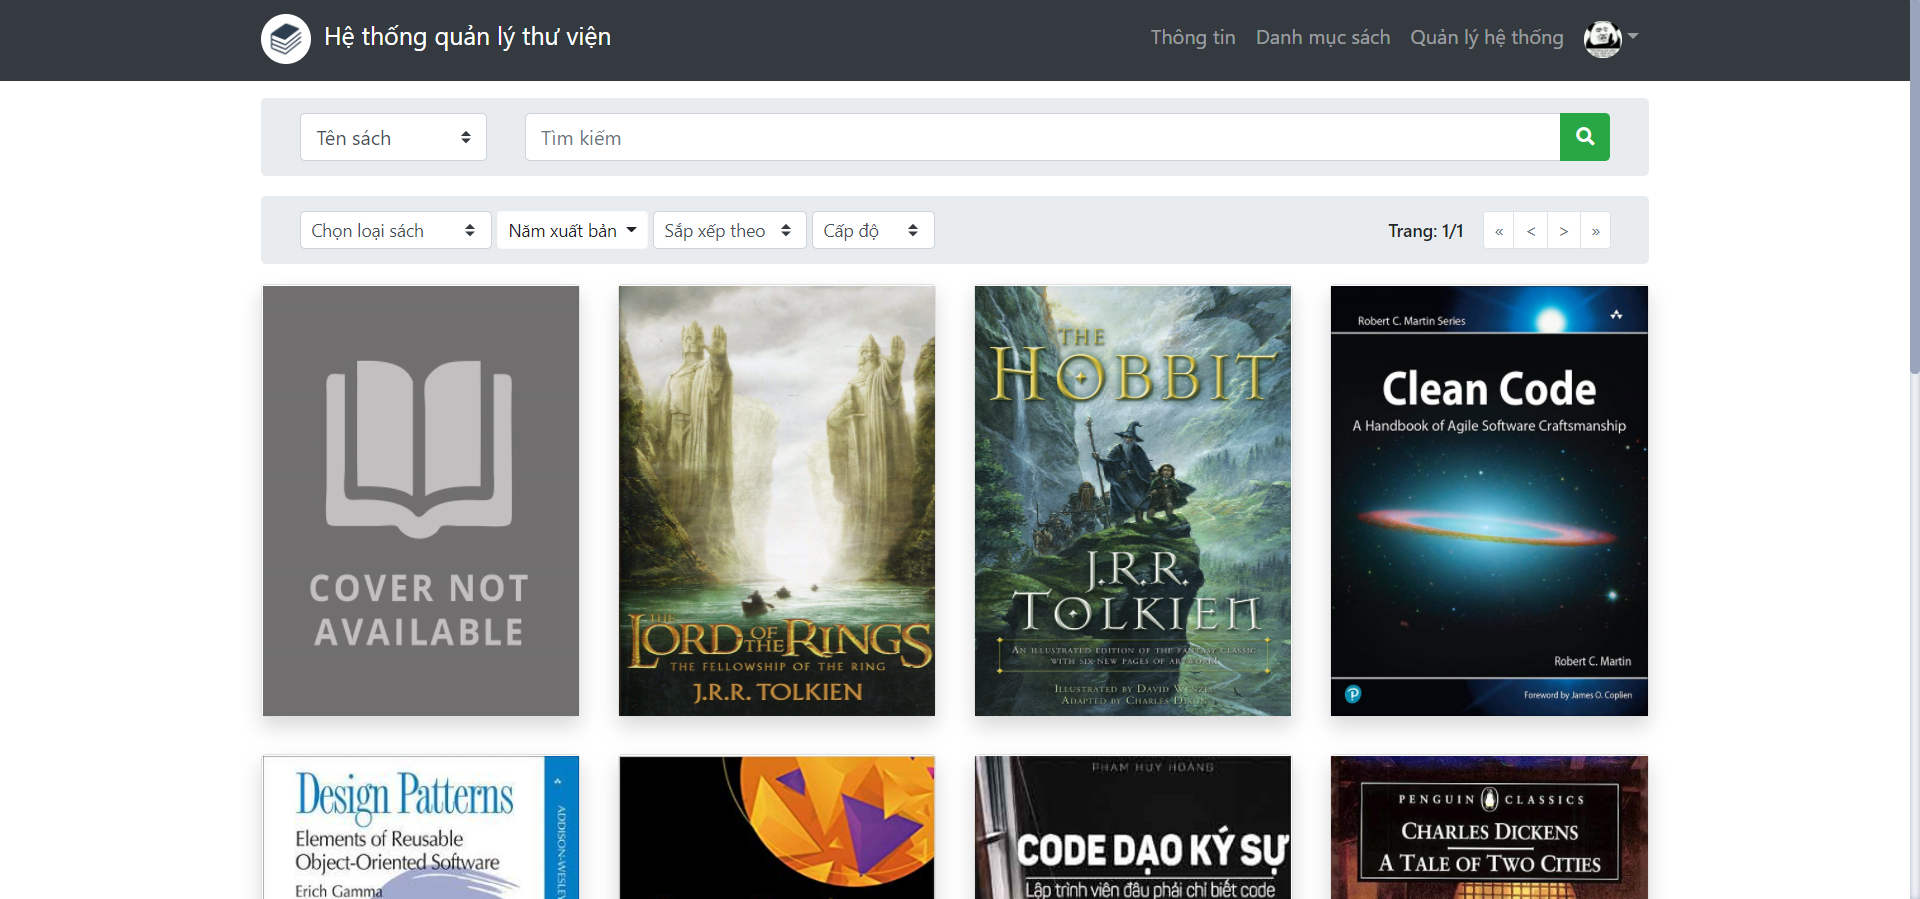 Hệ thống quản lý thư viện
Thông tin Danh mục sách Quản lý hệ thống
Tên sách Tìm kiếm
Chọn loại sách Năm xuất bản Sắp xếp theo Cấp độ Trang: 1/1 « < > »
COVER NOT
AVAILABLE
THE
LORD OF THE RINGS
THE FELLOWSHIP OF THE RING
J.R.R. TOLKIEN
THE
HOBBIT
J.R.R.
TOLKIEN
AN ILLUSTRATED EDITION OF THE FANTASY CLASSIC
WITH SIX NEW PAGES OF ARTWORK!
ILLUSTRATED BY DAVID WENZEL
ADAPTED BY CHARLES DIXON
Robert C. Martin Series
Clean Code
A Handbook of Agile Software Craftsmanship
Robert C. Martin
Foreword by James O. Coplien
Design Patterns
Elements of Reusable
Object-Oriented Software
Erich Gamma
ADDISON-WESLEY
PHẠM HUY HOÀNG
CODE DẠO KÝ SỰ
Lập trình viên đâu phải chỉ biết code
PENGUIN CLASSICS
CHARLES DICKENS
A TALE OF TWO CITIES